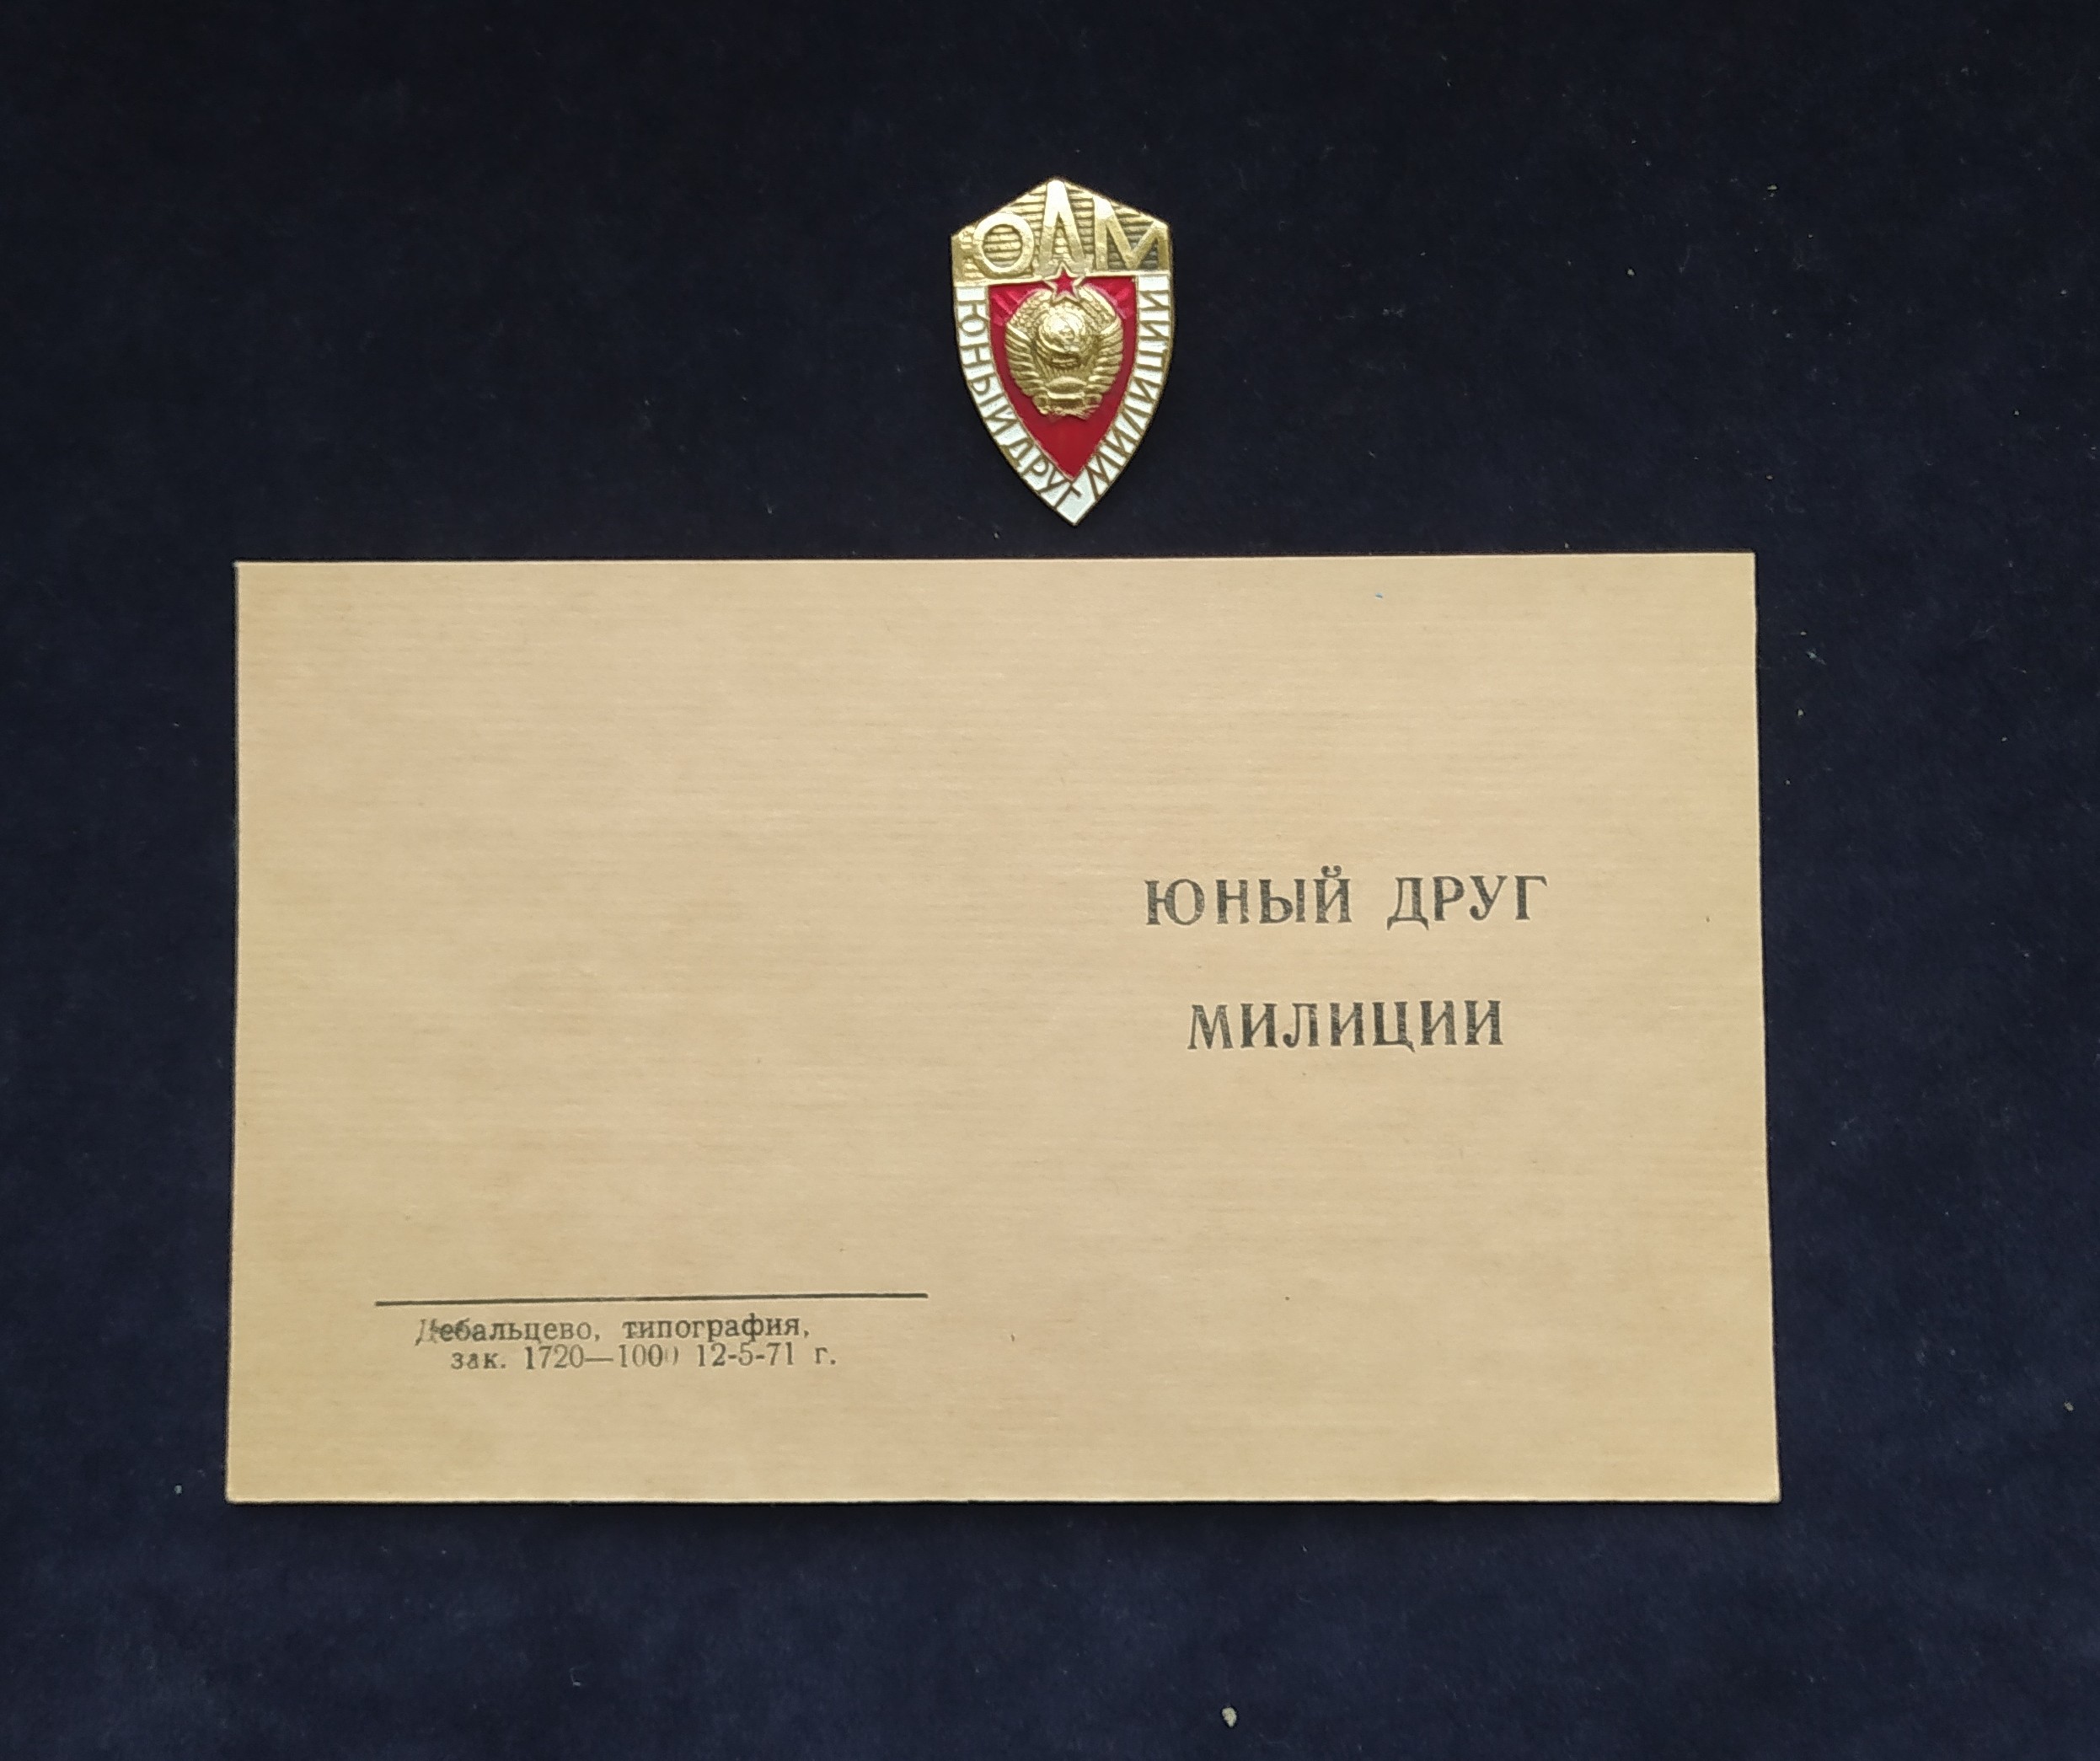 ЮДМ
ЮНЫЙ ДРУГ МИЛИЦИИ
ЮНЫЙ ДРУГ
МИЛИЦИИ
Дебальцево, типография,
зак. 1720—1000 12-5-71 г.